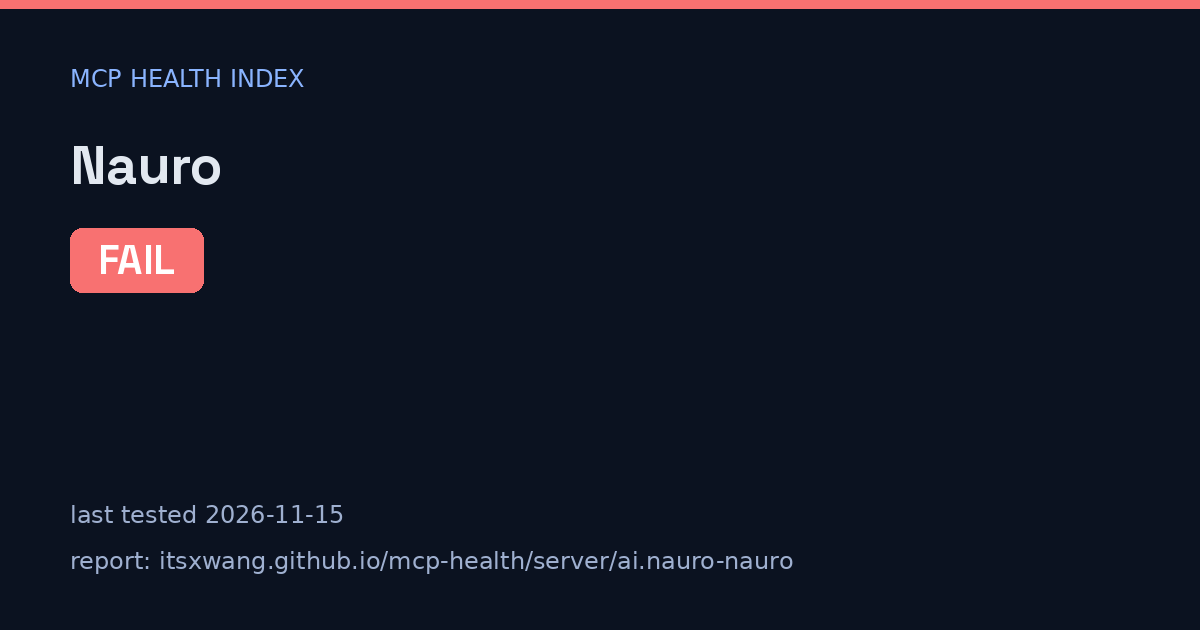 MCP HEALTH INDEX
Nauro
FAIL
last tested 2026-11-15
report: itsxwang.github.io/mcp-health/server/ai.nauro-nauro